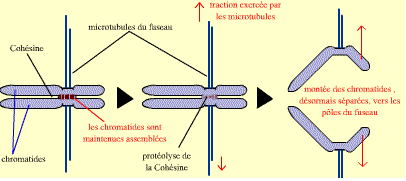 microtubules du fuseau
Cohésine
chromatides
les chromatides sont
maintenues assemblées
traction exercée par
les microtubules
protéolyse de
la Cohésine
montée des chromatides ,
désormais séparées, vers les
pôles du fuseau